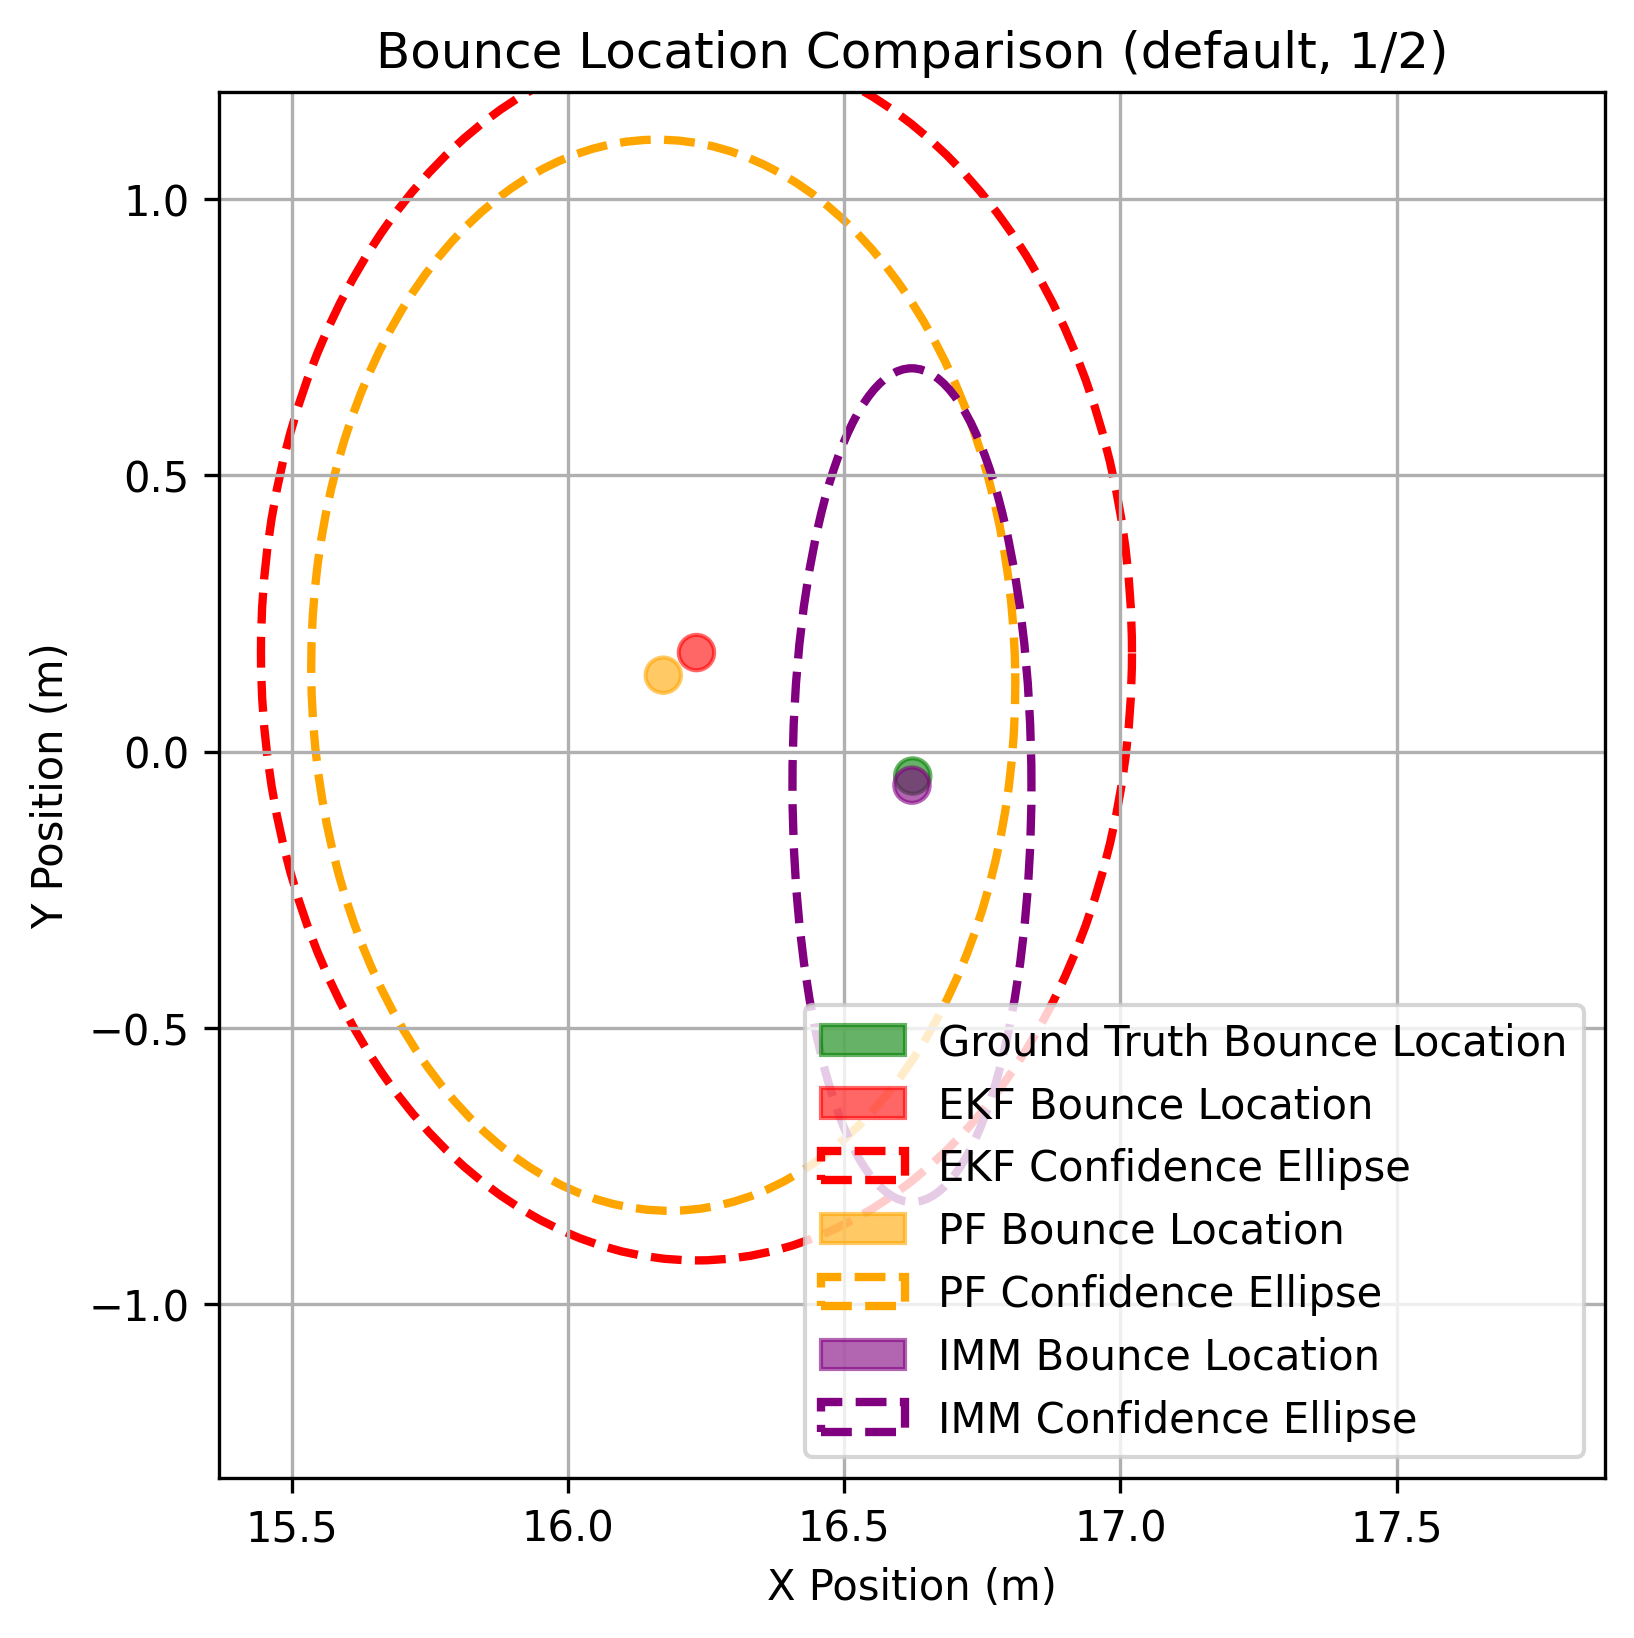 Bounce Location Comparison (default, 1/2)
Y Position (m)
1.0
0.5
0.0
−0.5
−1.0
Ground Truth Bounce Location
EKF Bounce Location
EKF Confidence Ellipse
PF Bounce Location
PF Confidence Ellipse
IMM Bounce Location
IMM Confidence Ellipse
15.5 16.0 16.5 17.0 17.5
X Position (m)